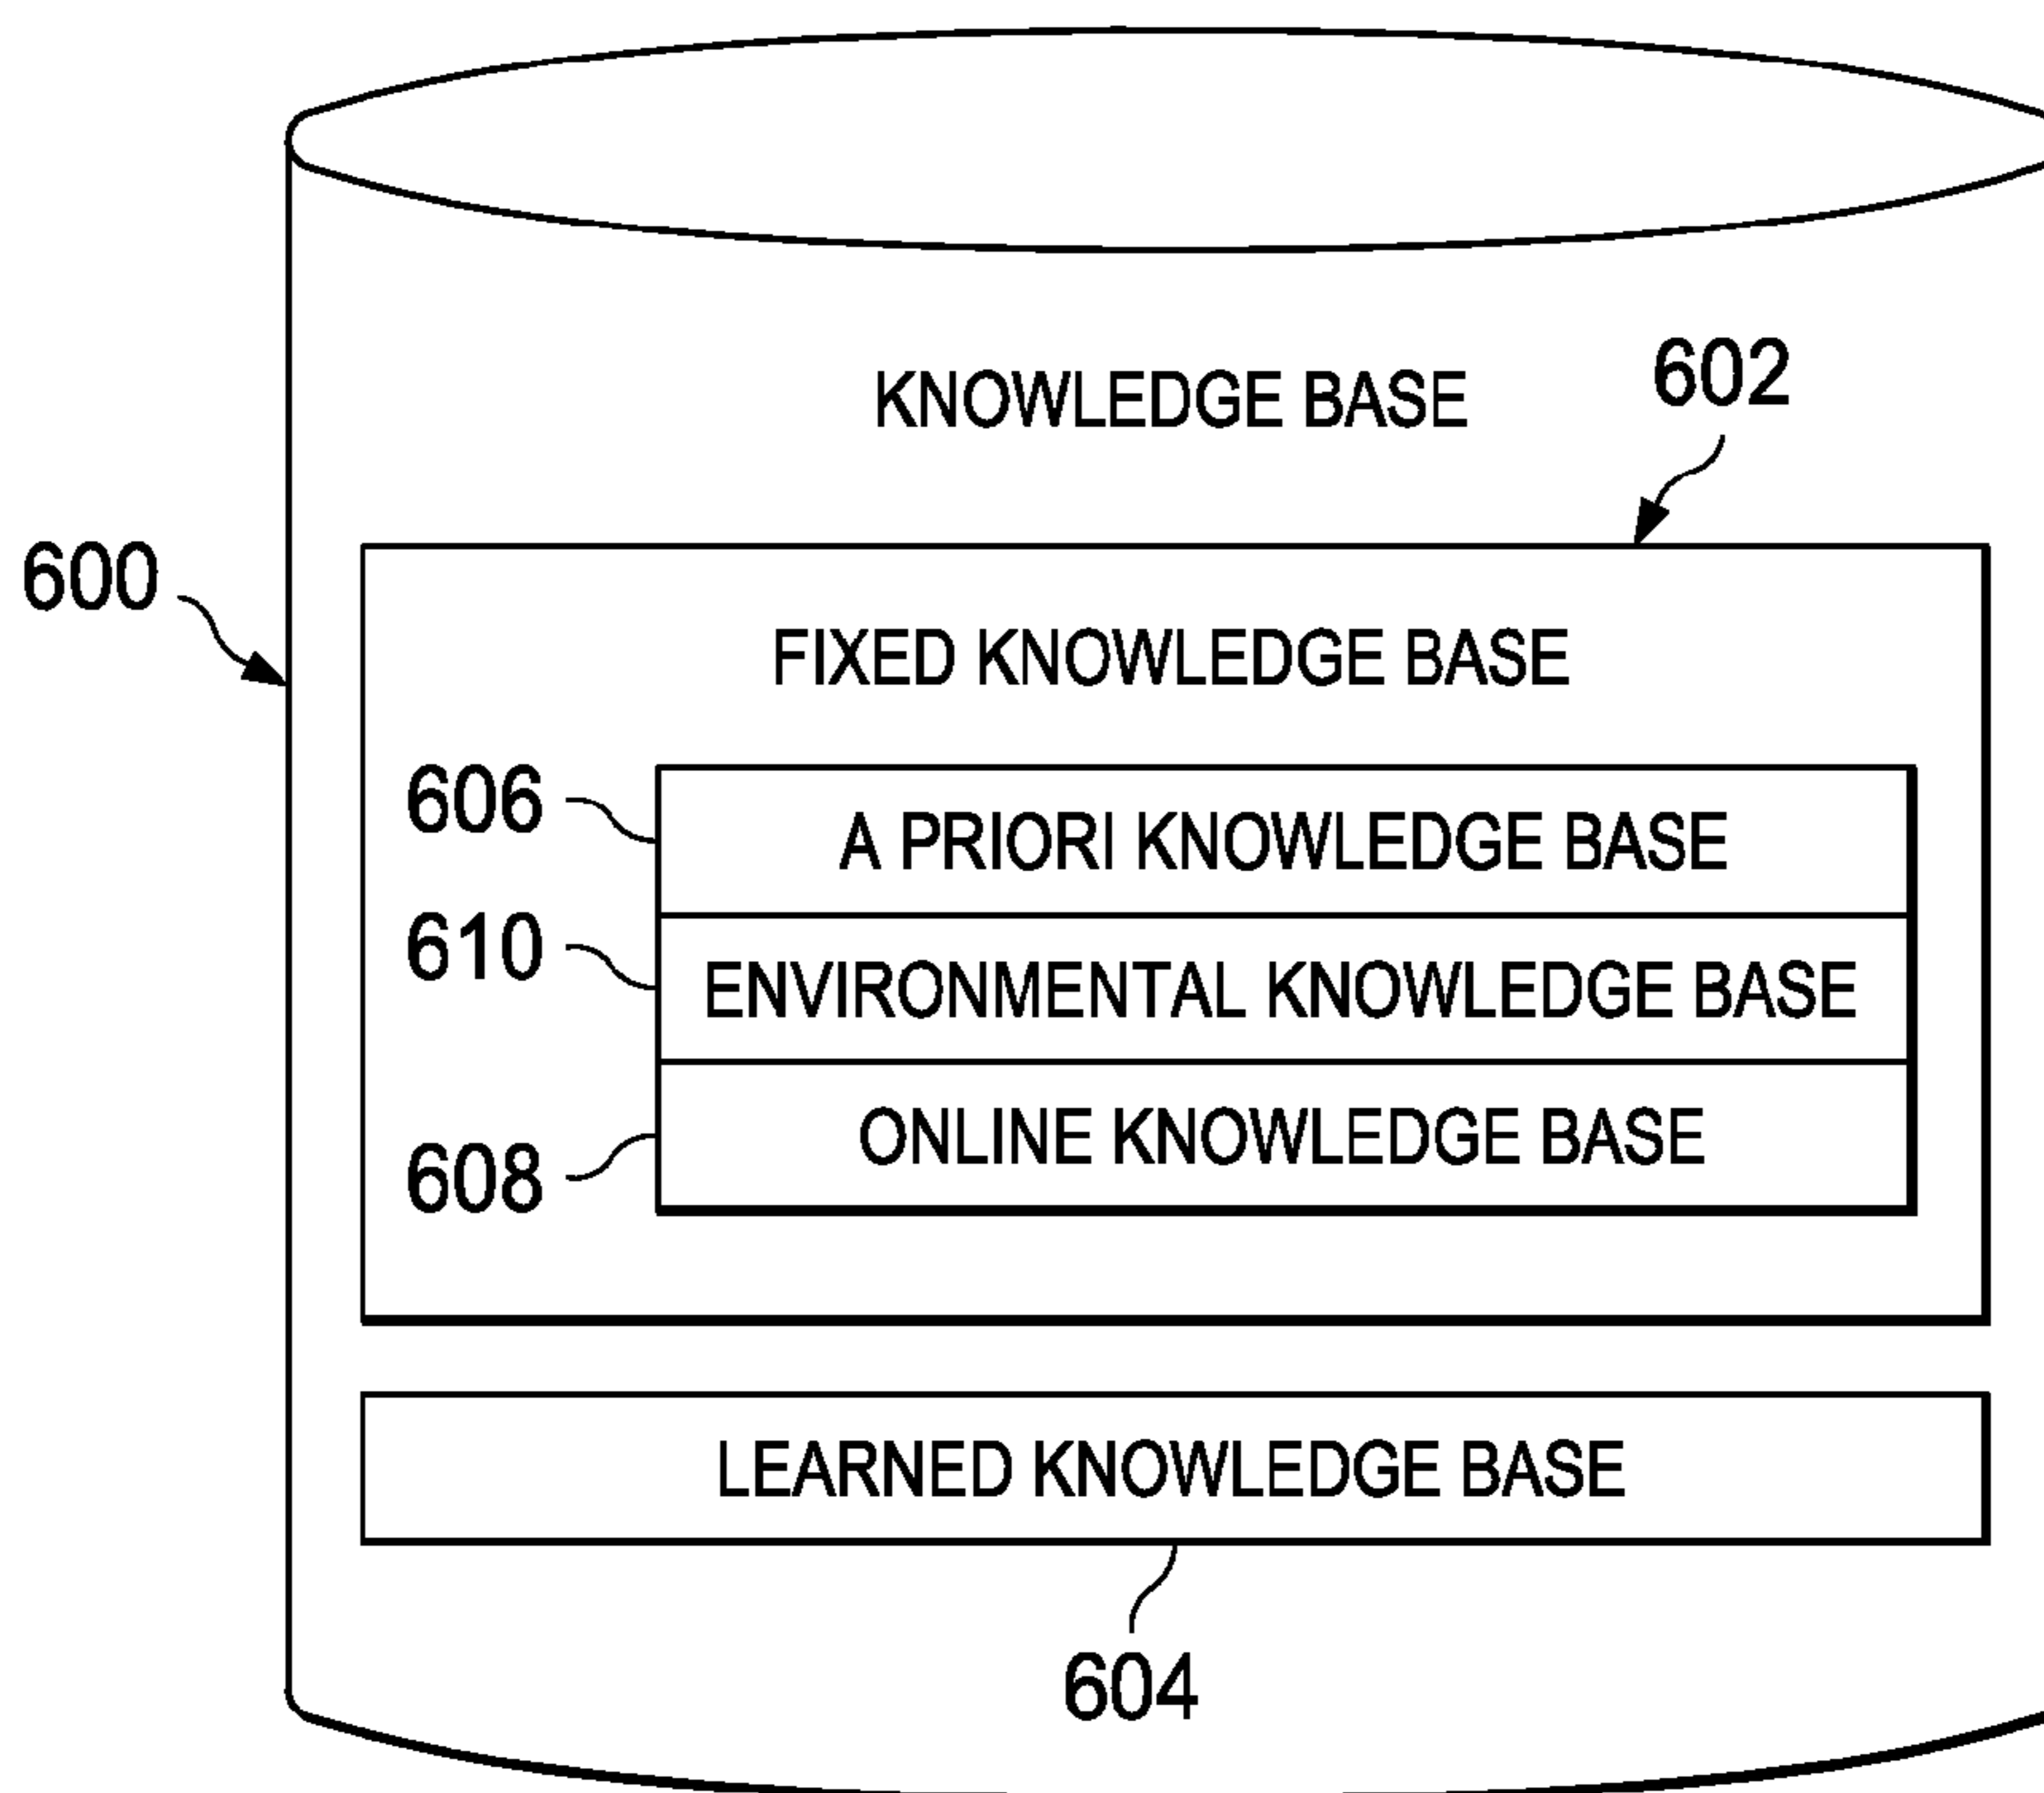 KNOWLEDGE BASE
602
600
FIXED KNOWLEDGE BASE
606
A PRIORI KNOWLEDGE BASE
610
ENVIRONMENTAL KNOWLEDGE BASE
ONLINE KNOWLEDGE BASE
608
LEARNED KNOWLEDGE BASE
604